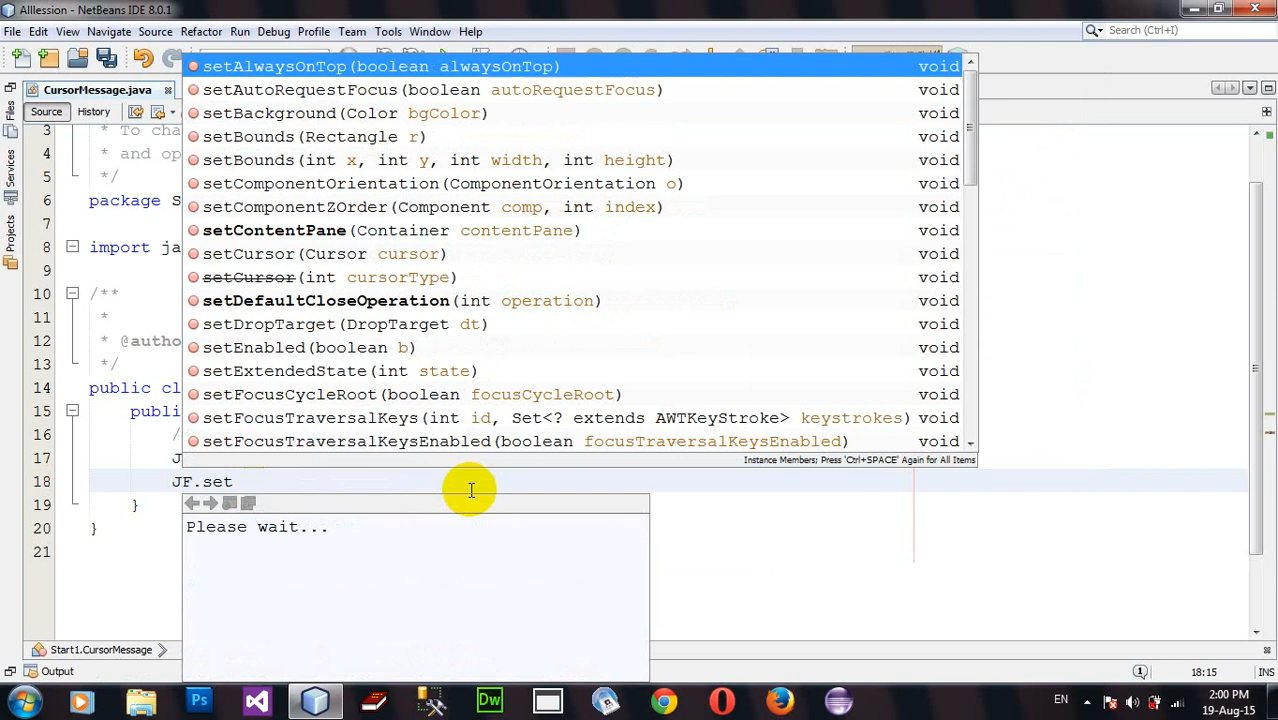 Alllession - NetBeans IDE 8.0.1
File Edit View Navigate Source Refactor Run Debug Profile Team Tools Window Help
Search (Ctrl+I)
CursorMessage.java
Source History
Files
Services
Projects
setAlwaysOnTop(boolean alwaysOnTop) void
setAutoRequestFocus(boolean autoRequestFocus) void
setBackground(Color bgColor) void
setBounds(Rectangle r) void
setBounds(int x, int y, int width, int height) void
setComponentOrientation(ComponentOrientation o) void
setComponentZOrder(Component comp, int index) void
setContentPane(Container contentPane) void
setCursor(Cursor cursor) void
setCursor(int cursorType) void
setDefaultCloseOperation(int operation) void
setDropTarget(DropTarget dt) void
setEnabled(boolean b) void
setExtendedState(int state) void
setFocusCycleRoot(boolean focusCycleRoot) void
setFocusTraversalKeys(int id, Set<? extends AWTKeyStroke> keystrokes) void
setFocusTraversalKeysEnabled(boolean focusTraversalKeysEnabled) void
Instance Members; Press 'Ctrl+SPACE' Again for All Items
3 * To cha
4 * and op
5 */
6 package S
7
8 import ja
9
10 /**
11 *
12 * @autho
13 */
14 public cl
15 public
16 /
17 J
18 JF.set
19 }
20 }
21
Please wait...
Start1.CursorMessage
Output
18:15 INS
Ps
Dw
EN
2:00 PM
19-Aug-15